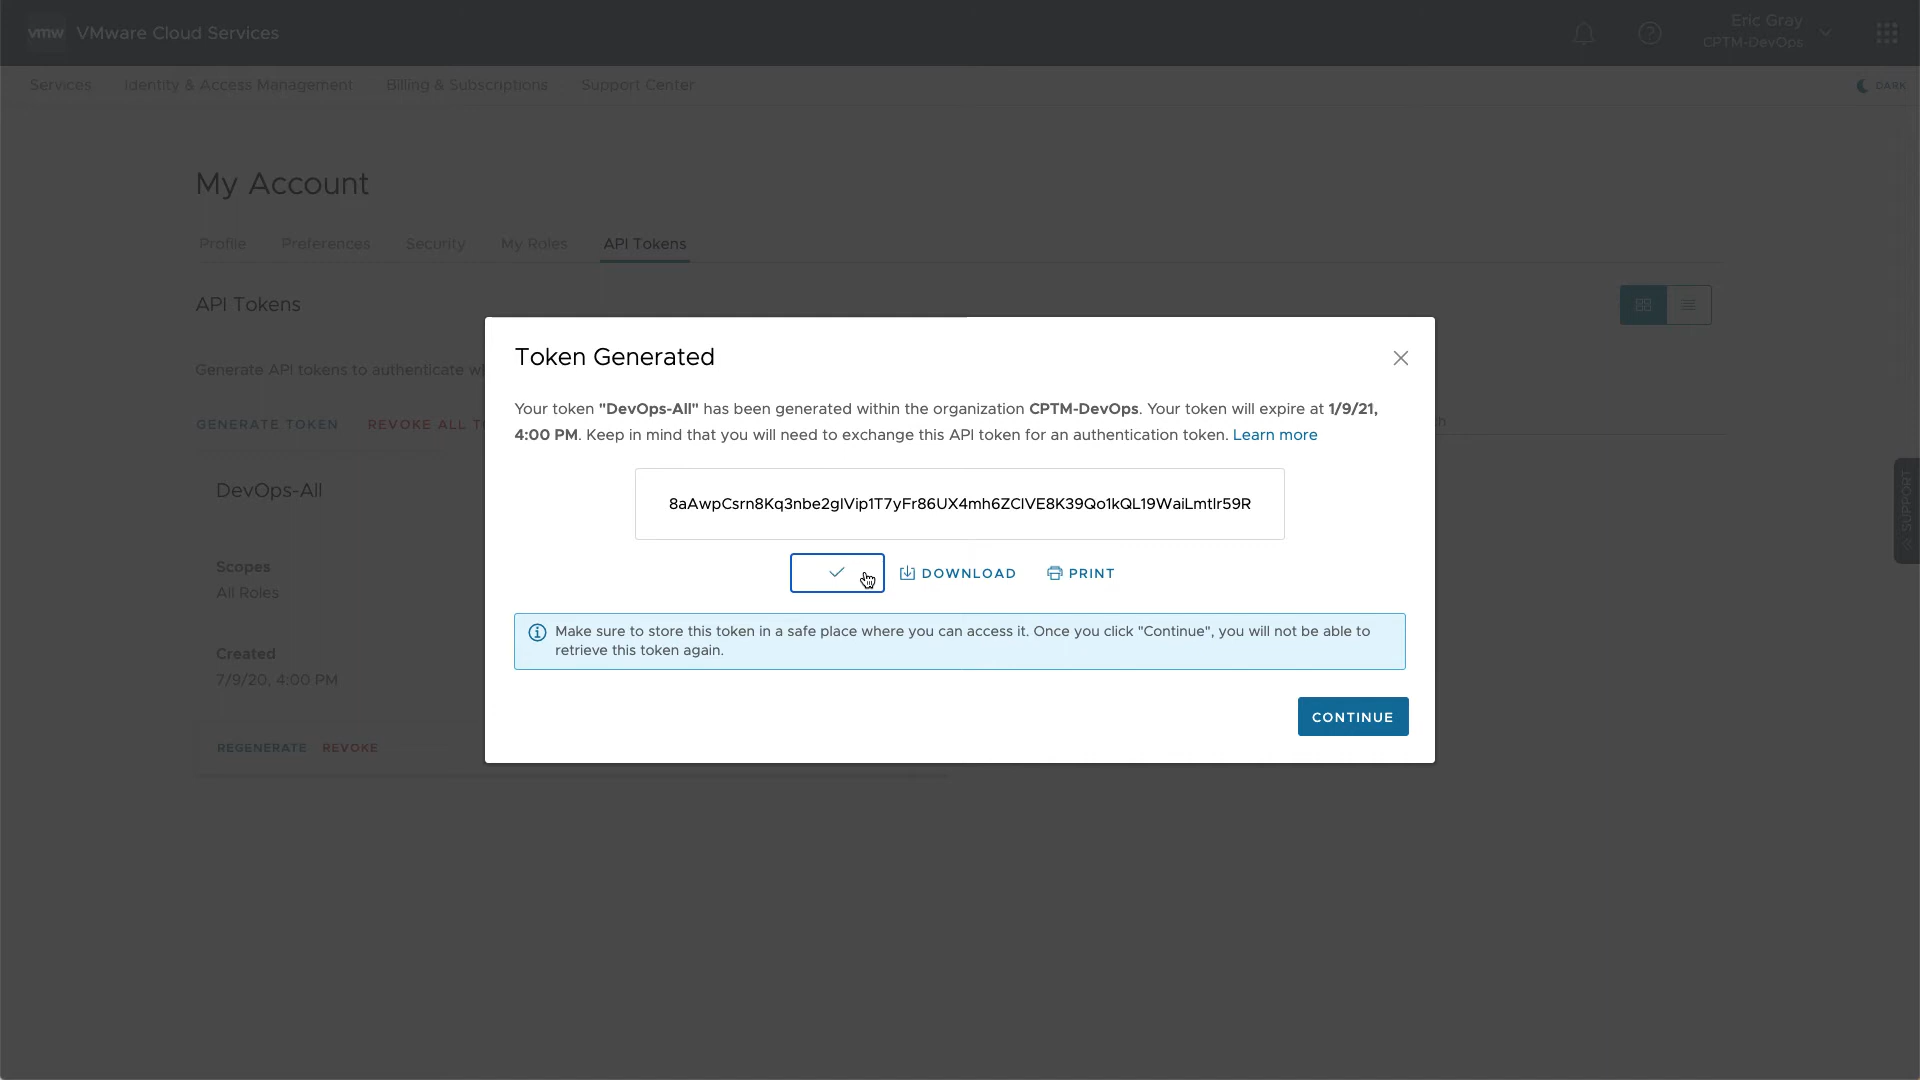 vmw VMware Cloud Services
Eric Gray
CPTM-DevOps
Services Identity & Access Management Billing & Subscriptions Support Center
DARK
My Account
Profile Preferences Security My Roles API Tokens
API Tokens
Generate API tokens to authenticate
GENERATE TOKEN REVOKE ALL
DevOps-All
Scopes
All Roles
Created
7/9/20, 4:00 PM
REGENERATE REVOKE
Token Generated
Your token "DevOps-All" has been generated within the organization CPTM-DevOps. Your token will expire at 1/9/21,
4:00 PM. Keep in mind that you will need to exchange this API token for an authentication token. Learn more
8aAwpCsrn8Kq3nbe2glVip1T7yFr86UX4mh6ZClVE8K39Qo1kQL19WaiLmtlr59R
DOWNLOAD PRINT
Make sure to store this token in a safe place where you can access it. Once you click "Continue", you will not be able to
retrieve this token again.
CONTINUE
SUPPORT